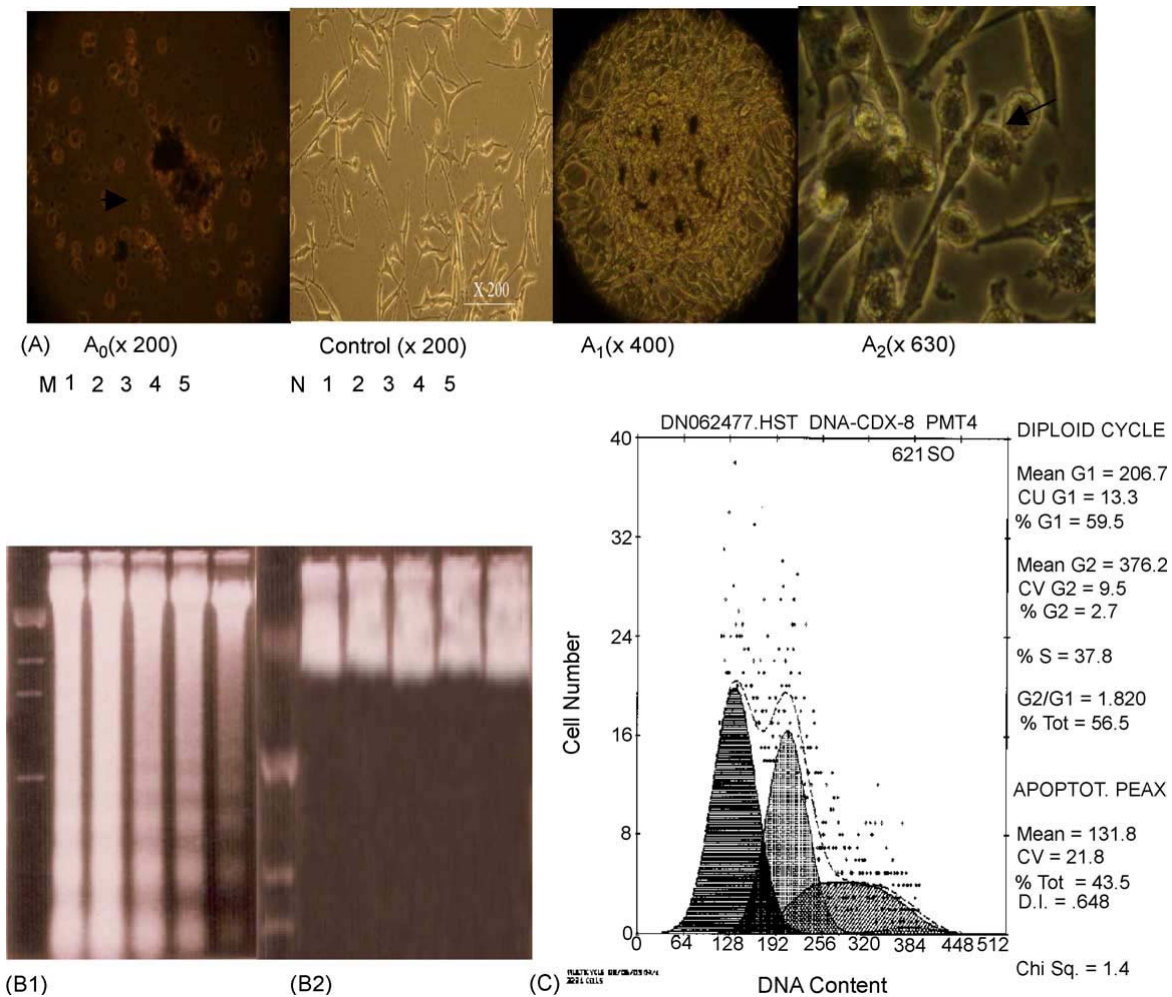 X 200
(A) A0(x 200) Control (x 200) A1(x 400) A2(x 630)
M 1 2 3 4 5 N 1 2 3 4 5
DN062477.HST DNA-CDX-8 PMT4
621 SO
DIPLOID CYCLE
Mean G1 = 206.7
CU G1 = 13.3
% G1 = 59.5
Mean G2 = 376.2
CV G2 = 9.5
% G2 = 2.7
% S = 37.8
G2/G1 = 1.820
% Tot = 56.5
APOPTOT. PEAX
Mean = 131.8
CV = 21.8
% Tot = 43.5
D.I. = .648
Chi Sq. = 1.4
40
32
24
16
8
0
Cell Number
0 64 128 192 256 320 384 448 512
DNA Content
(B1) (B2) (C)
CELLS